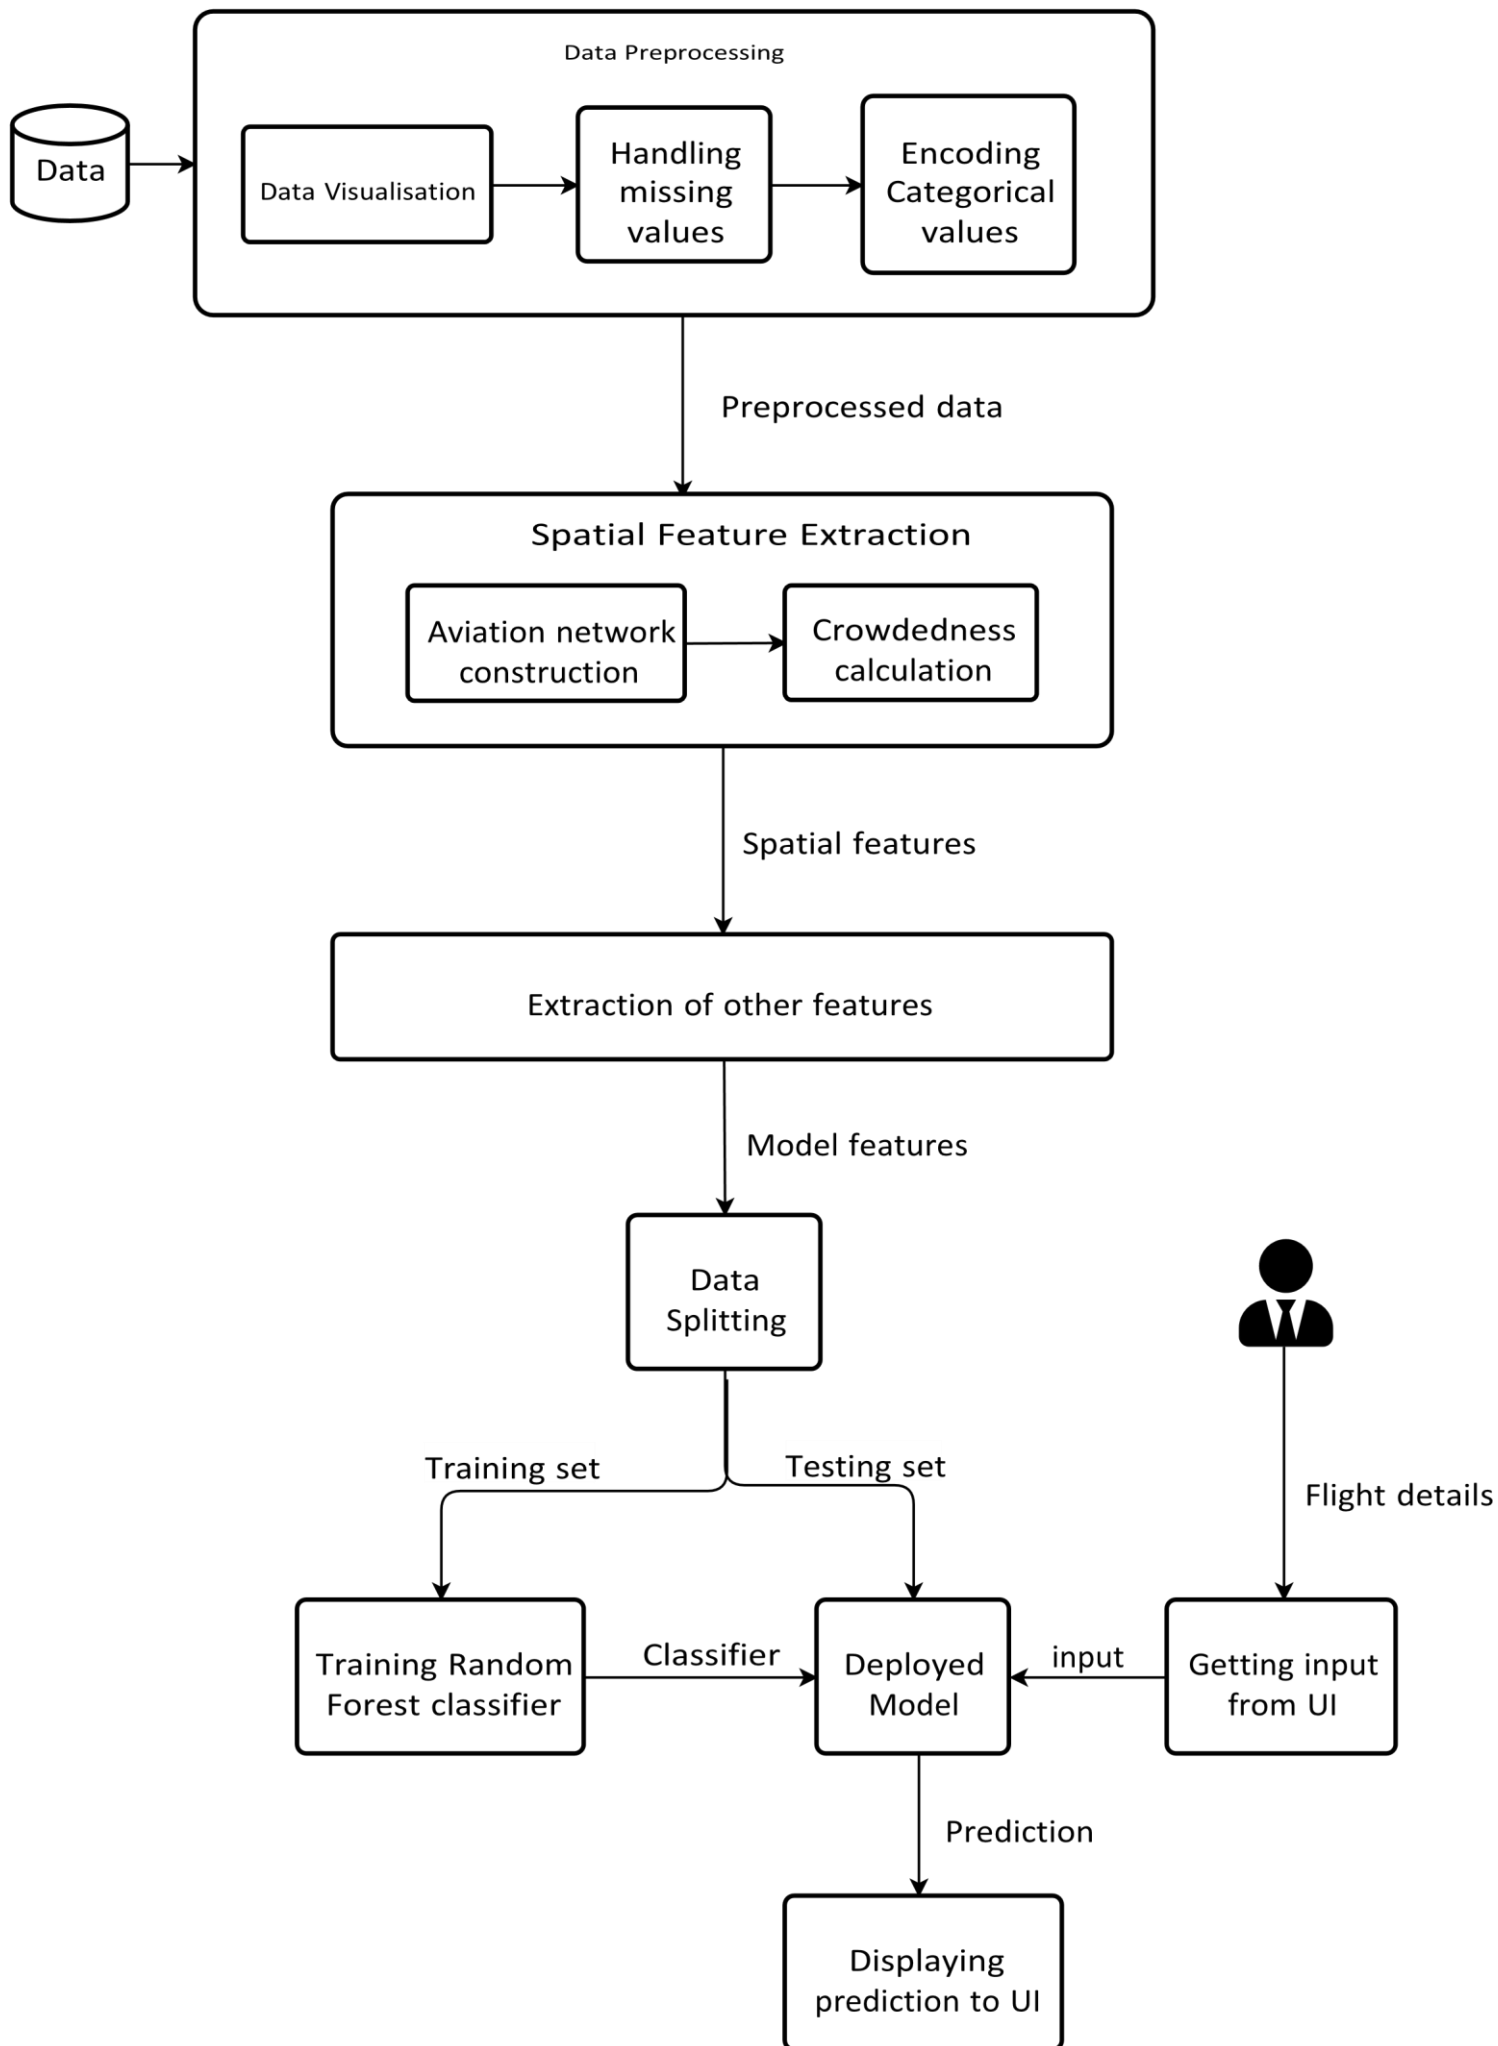 Data Preprocessing
Data
Data Visualisation
Handling
missing
values
Encoding
Categorical
values
Preprocessed data
Spatial Feature Extraction
Aviation network
construction
Crowdedness
calculation
Spatial features
Extraction of other features
Model features
Data
Splitting
Training set
Testing set
Flight details
Training Random
Forest classifier
Classifier
Deployed
Model
input
Getting input
from UI
Prediction
Displaying
prediction to UI